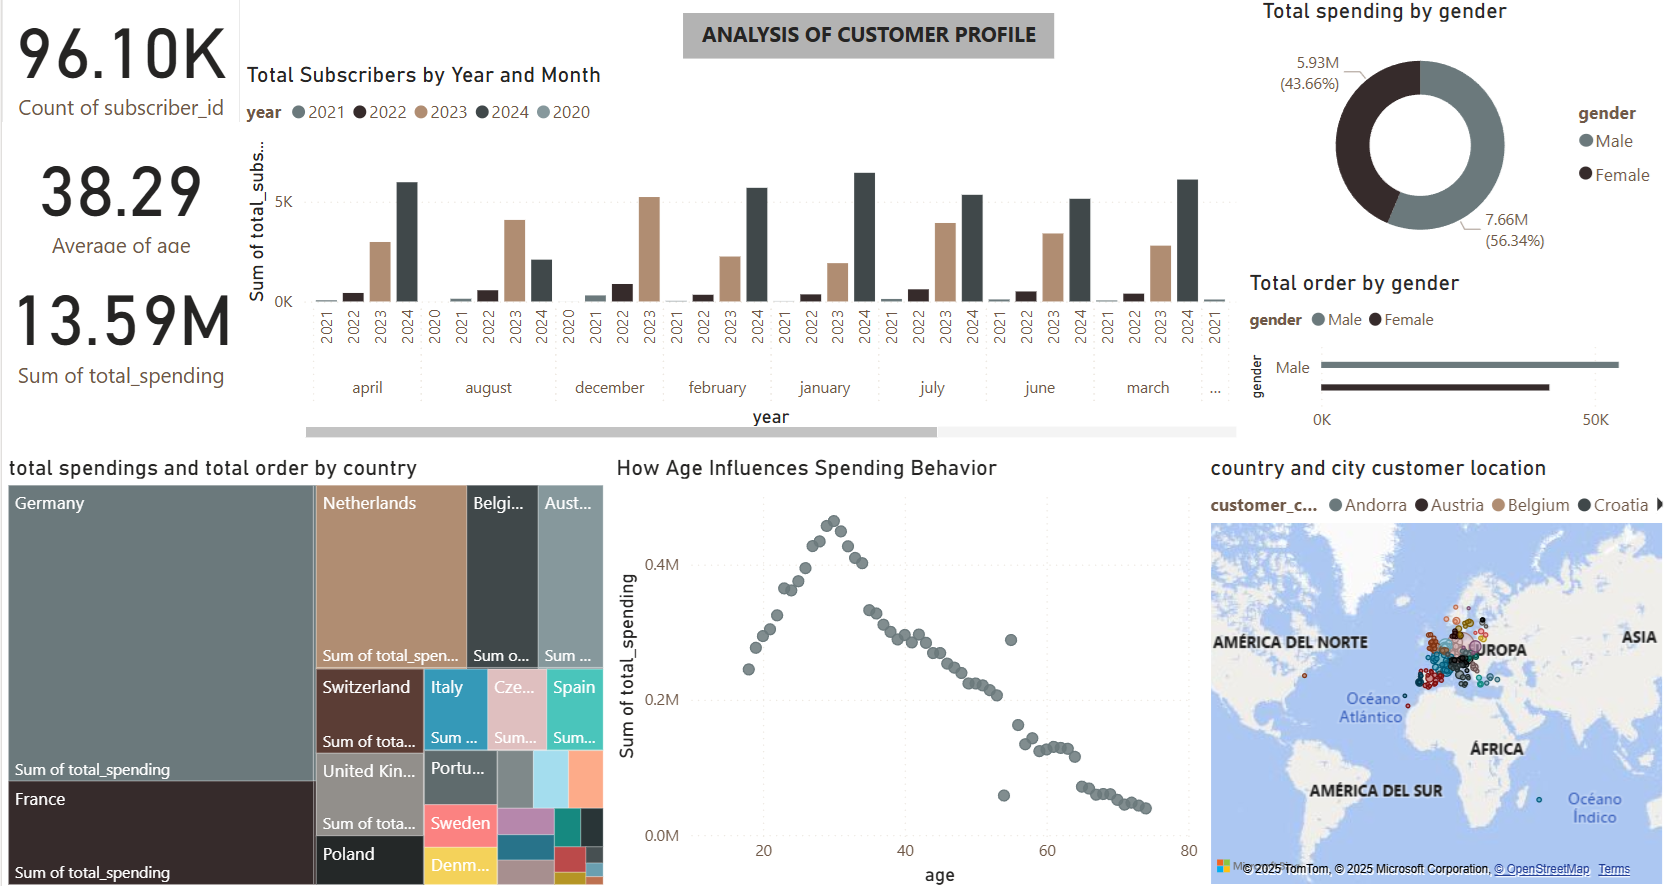 96.10K
Count of subscriber_id
38.29
Average of age
13.59M
Sum of total_spending
ANALYSIS OF CUSTOMER PROFILE
Total Subscribers by Year and Month
year 2021 2022 2023 2024 2020
Sum of total_subs...
5K
0K
2021 2022 2023 2024 2020 2021 2022 2023 2024 2020 2021 2022 2023 2021 2022 2023 2024 2021 2022 2023 2024 2021 2022 2023 2024 2021 2022 2023 2024 2021 2022 2023 2024 2021
april august december february january july june march ...
year
Total spending by gender
5.93M
(43.66%)
7.66M
(56.34%)
gender
Male
Female
Total order by gender
gender Male Female
gender
Male
0K 50K
total spendings and total order by country
Germany
Sum of total_spending
France
Sum of total_spending
Netherlands
Sum of total_spen...
Belgi...
Sum o...
Aust...
Sum ...
Switzerland
Sum of tota...
Italy
Sum ...
Cze...
Sum...
Spain
Sum...
United Kin...
Sum of tota...
Portu...
Sweden
Poland
Denm...
How Age Influences Spending Behavior
Sum of total_spending
0.4M
0.2M
0.0M
20 40 60 80
age
country and city customer location
customer_c... Andorra Austria Belgium Croatia
AMÉRICA DEL NORTE
UROPA
ASIA
Océano
Atlántico
ÁFRICA
AMÉRICA DEL SUR
Océano
Índico
© 2025 TomTom, © 2025 Microsoft Corporation, © OpenStreetMap Terms